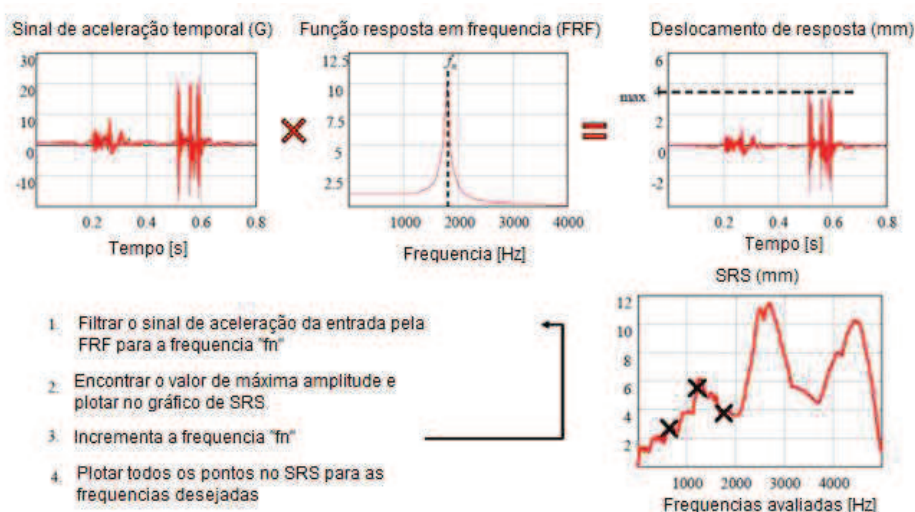 Sinal de aceleração temporal (G)
Função resposta em frequencia (FRF)
Deslocamento de resposta (mm)
30
20
10
0
-10
0.2
0.4
0.6
0.8
Tempo [s]
12.5
10
7.5
5
2.5
fn
1000
2000
3000
4000
Frequencia [Hz]
6
4
2
0
-2
max
0.2
0.4
0.6
0.8
Tempo [s]
1. Filtrar o sinal de aceleração da entrada pela
FRF para a frequencia "fn"
2. Encontrar o valor de máxima amplitude e
plotar no gráfico de SRS.
3. Incrementa a frequencia "fn"
4. Plotar todos os pontos no SRS para as
frequencias desejadas
SRS (mm)
12
10
8
6
4
2
1000
2000
3000
4000
Frequencias avaliadas [Hz]